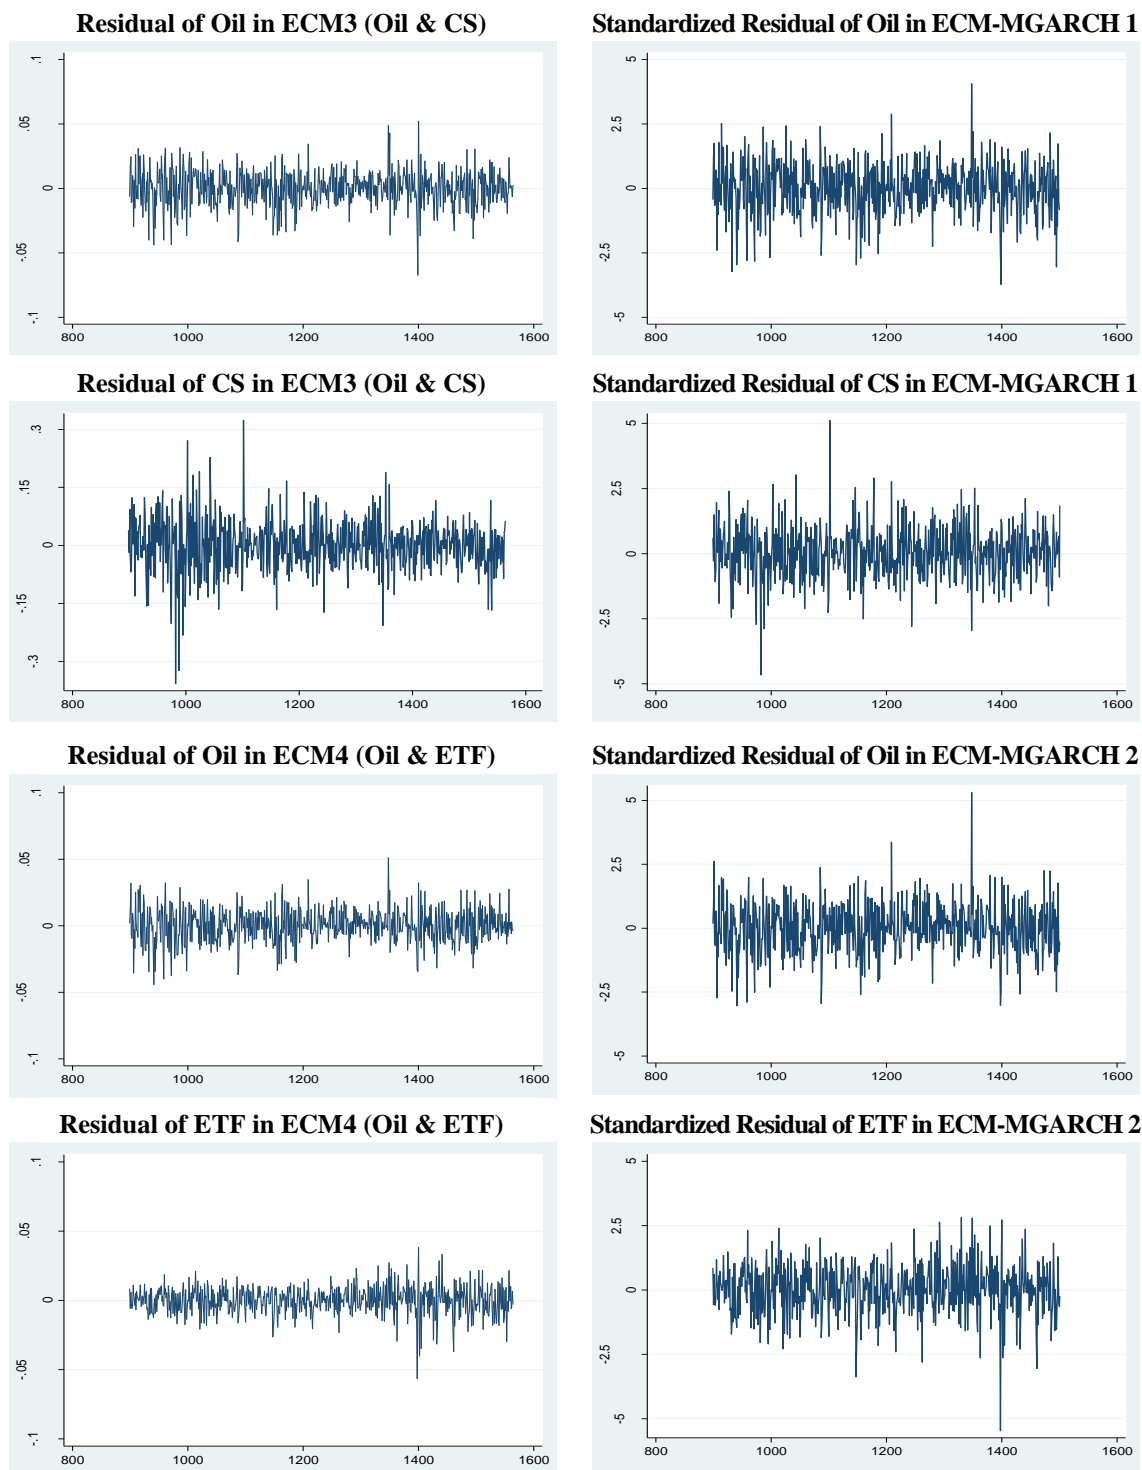 Residual of Oil in ECM3 (Oil & CS)
Standardized Residual of Oil in ECM-MGARCH 1
.1
.05
0
-.05
-.1
800 1000 1200 1400 1600
5
2.5
0
-2.5
-5
800 1000 1200 1400 1600
Residual of CS in ECM3 (Oil & CS)
Standardized Residual of CS in ECM-MGARCH 1
.3
.15
0
-.15
-.3
800 1000 1200 1400 1600
5
2.5
0
-2.5
-5
800 1000 1200 1400 1600
Residual of Oil in ECM4 (Oil & ETF)
Standardized Residual of Oil in ECM-MGARCH 2
.1
.05
0
-.05
-.1
800 1000 1200 1400 1600
5
2.5
0
-2.5
-5
800 1000 1200 1400 1600
Residual of ETF in ECM4 (Oil & ETF)
Standardized Residual of ETF in ECM-MGARCH 2
.1
.05
0
-.05
-.1
800 1000 1200 1400 1600
5
2.5
0
-2.5
-5
800 1000 1200 1400 1600